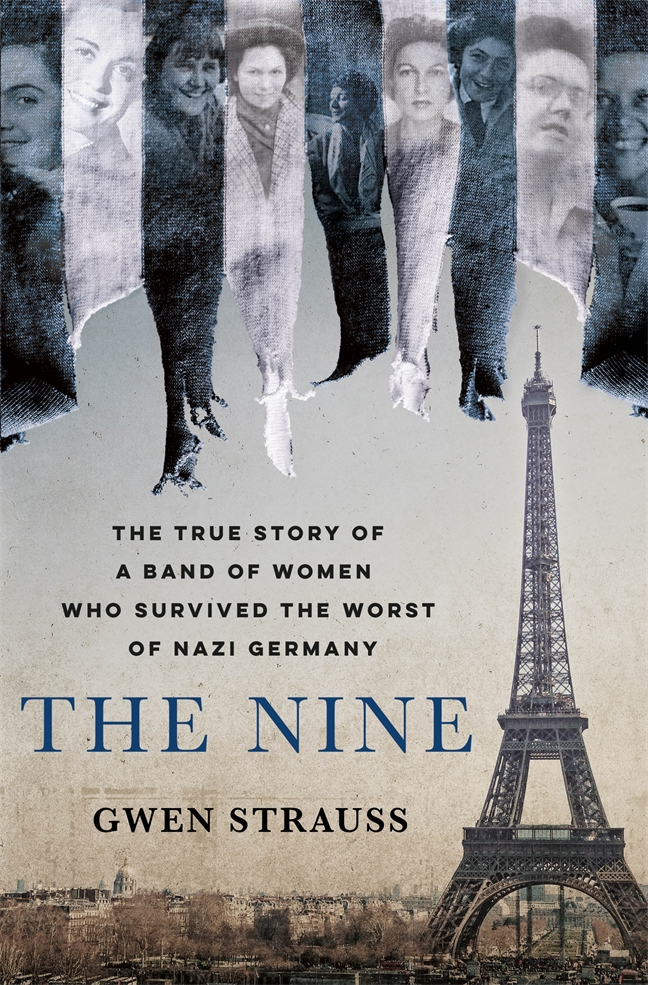 THE TRUE STORY OF
A BAND OF WOMEN
WHO SURVIVED THE WORST
OF NAZI GERMANY
THE NINE
GWEN STRAUSS